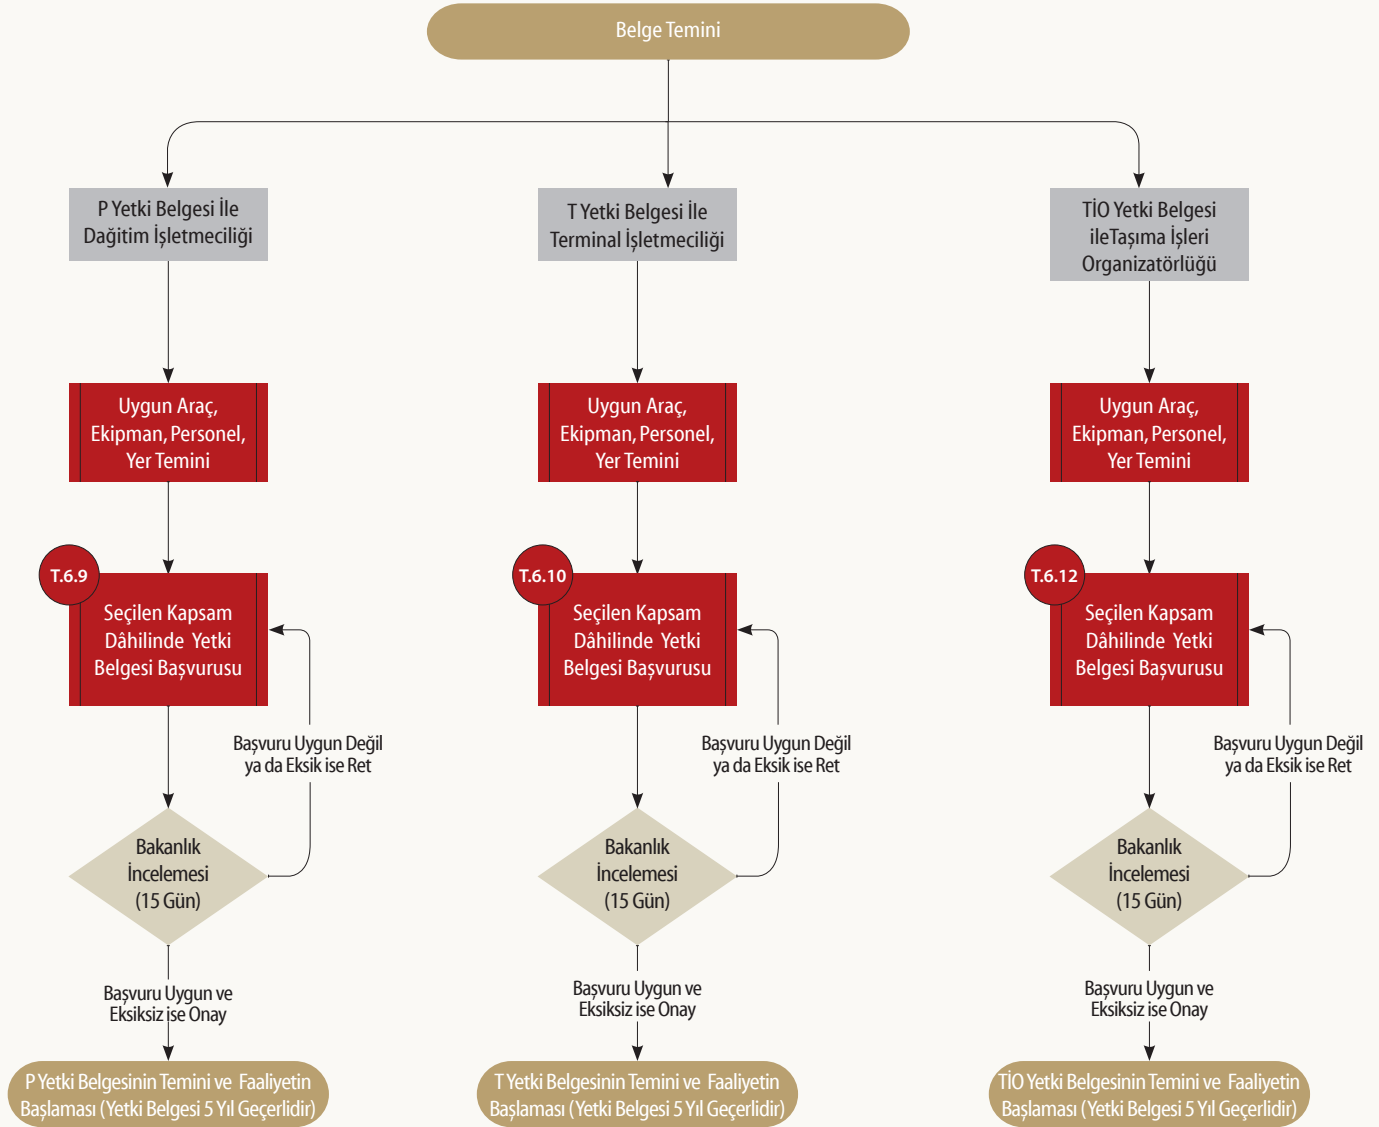 Belge Temini
P Yetki Belgesi İle
Dağitim İşletmeciliği
T Yetki Belgesi İle
Terminal İşletmeciliği
TİO Yetki Belgesi
ileTaşıma İşleri
Organizatörlüğü
Uygun Araç,
Ekipman, Personel,
Yer Temini
Uygun Araç,
Ekipman, Personel,
Yer Temini
Uygun Araç,
Ekipman, Personel,
Yer Temini
T.6.9
Seçilen Kapsam
Dâhilinde Yetki
Belgesi Başvurusu
T.6.10
Seçilen Kapsam
Dâhilinde Yetki
Belgesi Başvurusu
T.6.12
Seçilen Kapsam
Dâhilinde Yetki
Belgesi Başvurusu
Başvuru Uygun Değil
ya da Eksik ise Ret
Başvuru Uygun Değil
ya da Eksik ise Ret
Başvuru Uygun Değil
ya da Eksik ise Ret
Bakanlık
İncelemesi
(15 Gün)
Bakanlık
İncelemesi
(15 Gün)
Bakanlık
İncelemesi
(15 Gün)
Başvuru Uygun ve
Eksiksiz ise Onay
Başvuru Uygun ve
Eksiksiz ise Onay
Başvuru Uygun ve
Eksiksiz ise Onay
P Yetki Belgesinin Temini ve Faaliyetin
Başlaması (Yetki Belgesi 5 Yıl Geçerlidir)
T Yetki Belgesinin Temini ve Faaliyetin
Başlaması (Yetki Belgesi 5 Yıl Geçerlidir)
TİO Yetki Belgesinin Temini ve Faaliyetin
Başlaması (Yetki Belgesi 5 Yıl Geçerlidir)